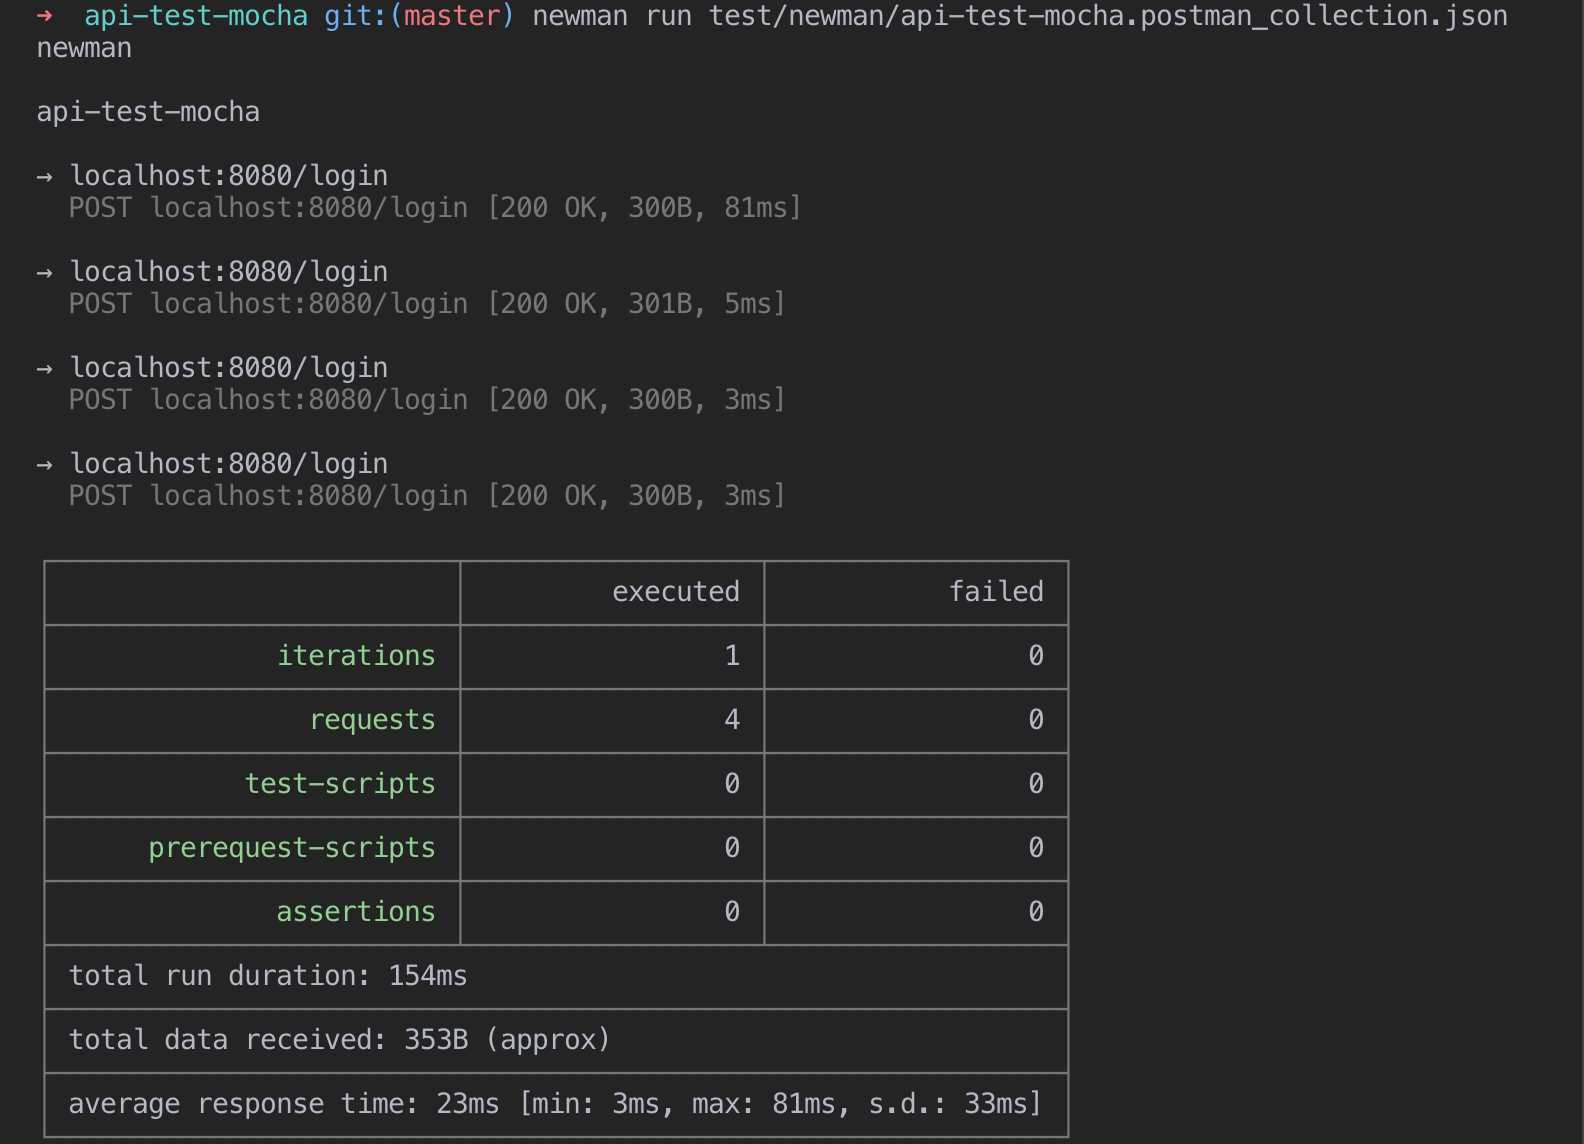 ➜  api-test-mocha git:(master) newman run test/newman/api-test-mocha.postman_collection.json
newman
api-test-mocha
→ localhost:8080/login
POST localhost:8080/login [200 OK, 300B, 81ms]
→ localhost:8080/login
POST localhost:8080/login [200 OK, 301B, 5ms]
→ localhost:8080/login
POST localhost:8080/login [200 OK, 300B, 3ms]
→ localhost:8080/login
POST localhost:8080/login [200 OK, 300B, 3ms]
executed failed
iterations 1 0
requests 4 0
test-scripts 0 0
prerequest-scripts 0 0
assertions 0 0
total run duration: 154ms
total data received: 353B (approx)
average response time: 23ms [min: 3ms, max: 81ms, s.d.: 33ms]